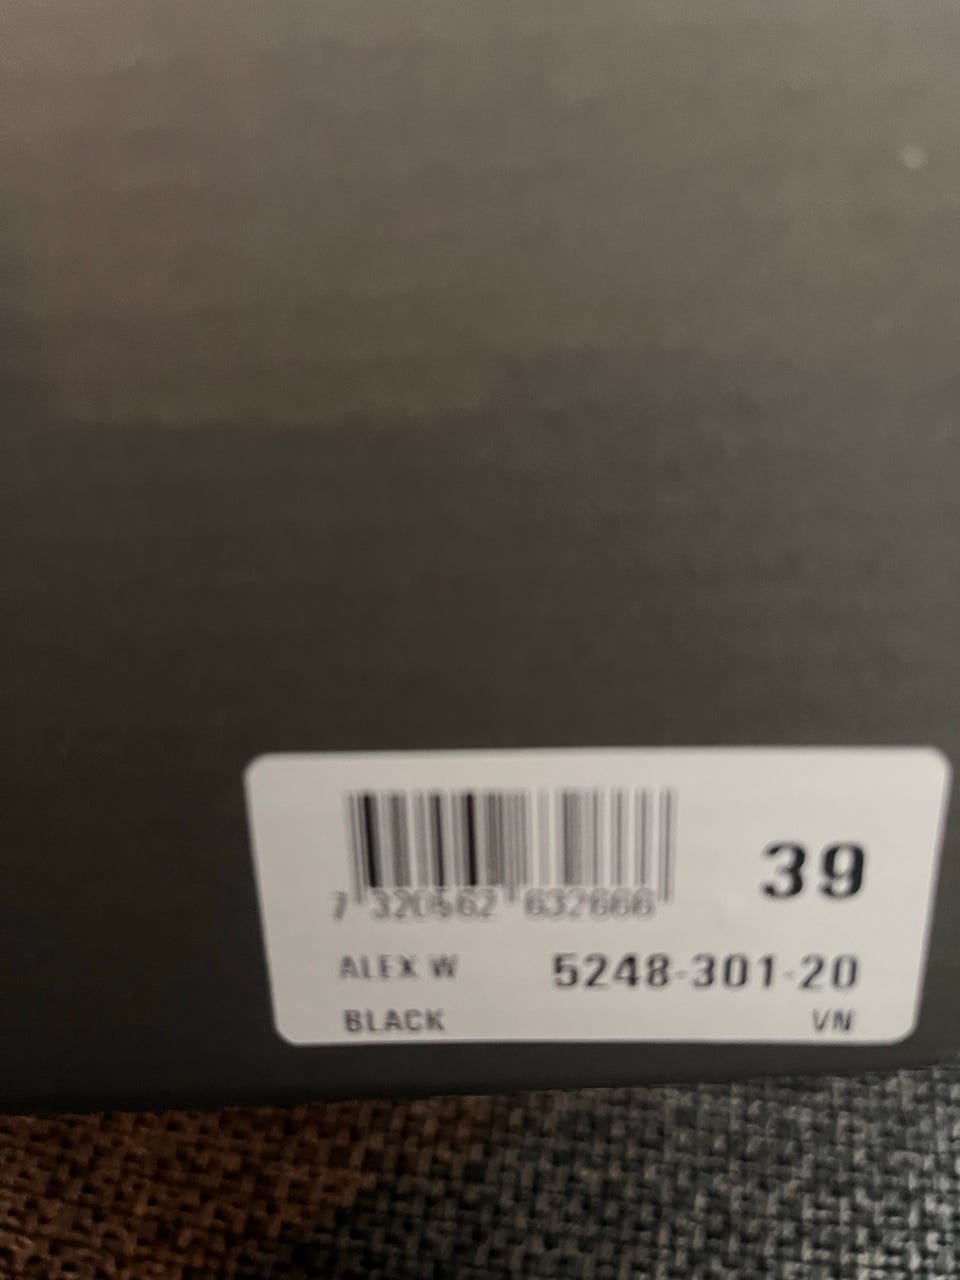 39
7 320562 632666
ALEX W 5248-301-20
BLACK VN